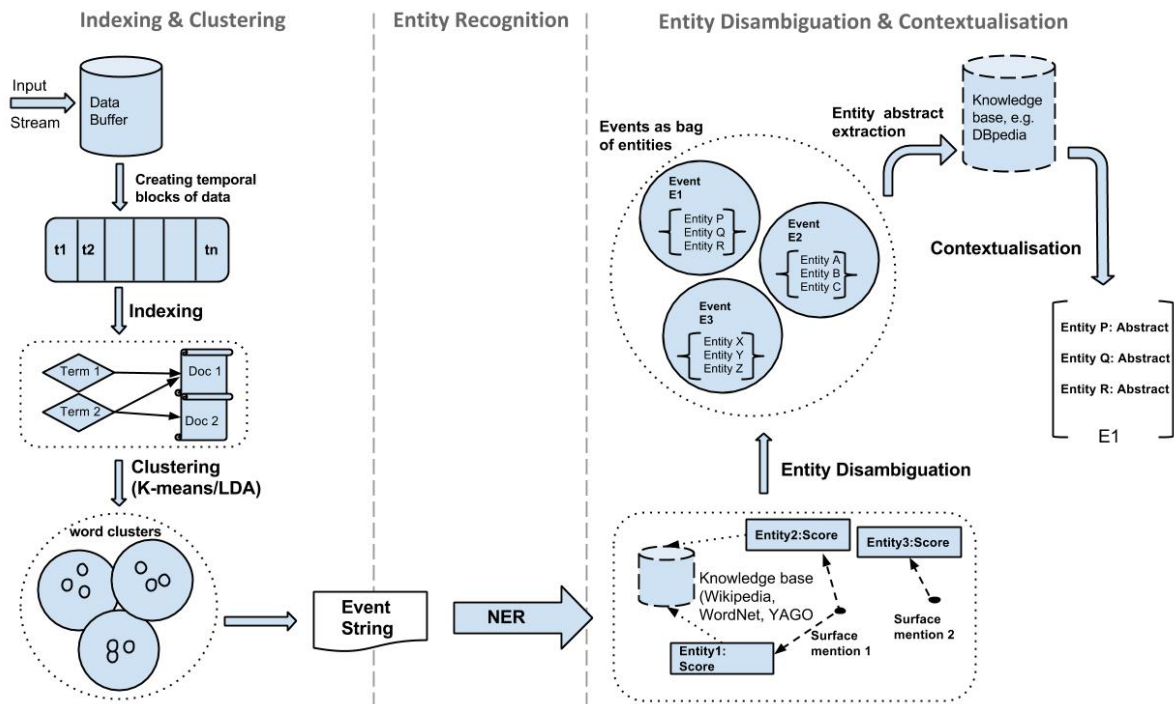 Indexing & Clustering
Entity Recognition
Entity Disambiguation & Contextualisation
Input
Stream
Data
Buffer
Creating temporal
blocks of data
t1
t2
tn
Indexing
Term 1
Term 2
Doc 1
Doc 2
Clustering
(K-means/LDA)
word clusters
Event
String
NER
Events as bag
of entities
Event
E1
Entity P
Entity Q
Entity R
Event
E2
Entity A
Entity B
Entity C
Event
E3
Entity X
Entity Y
Entity Z
Entity abstract
extraction
Knowledge
base, e.g.
DBpedia
Contextualisation
Entity P: Abstract
Entity Q: Abstract
Entity R: Abstract
E1
Entity Disambiguation
Entity2:Score
Entity3:Score
Knowledge base
(Wikipedia,
WordNet, YAGO
Surface
mention 1
Surface
mention 2
Entity1:
Score